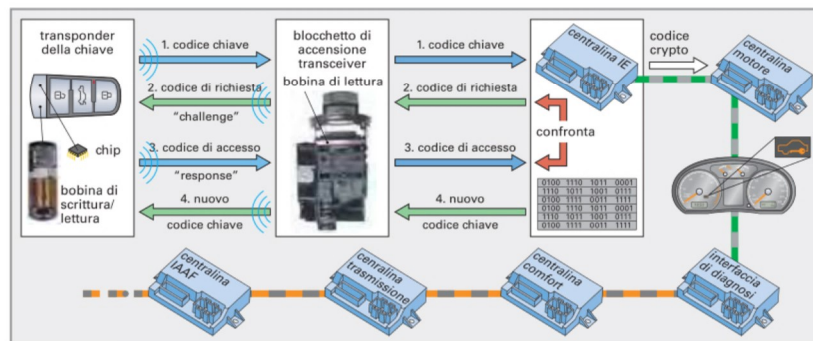 transponder
della chiave
chip
bobina di
scrittura/
lettura
1. codice chiave
2. codice di richiesta
"challenge"
3. codice di accesso
"response"
4. nuovo
codice chiave
blocchetto di
accensione
transceiver
bobina di lettura
1. codice chiave
2. codice di richiesta
3. codice di accesso
4. nuovo
codice chiave
centralina IE
confronta
0100 1110 1011 0001
1110 1011 0001 0111
0100 1111 0011 1111
0100 1110 1011 0001
1110 1011 0001 0111
0100 1111 0011 1111
codice
crypto
centralina
motore
centralina
IAAF
centralina
trasmissione
centralina
comfort
interfaccia
di diagnosi